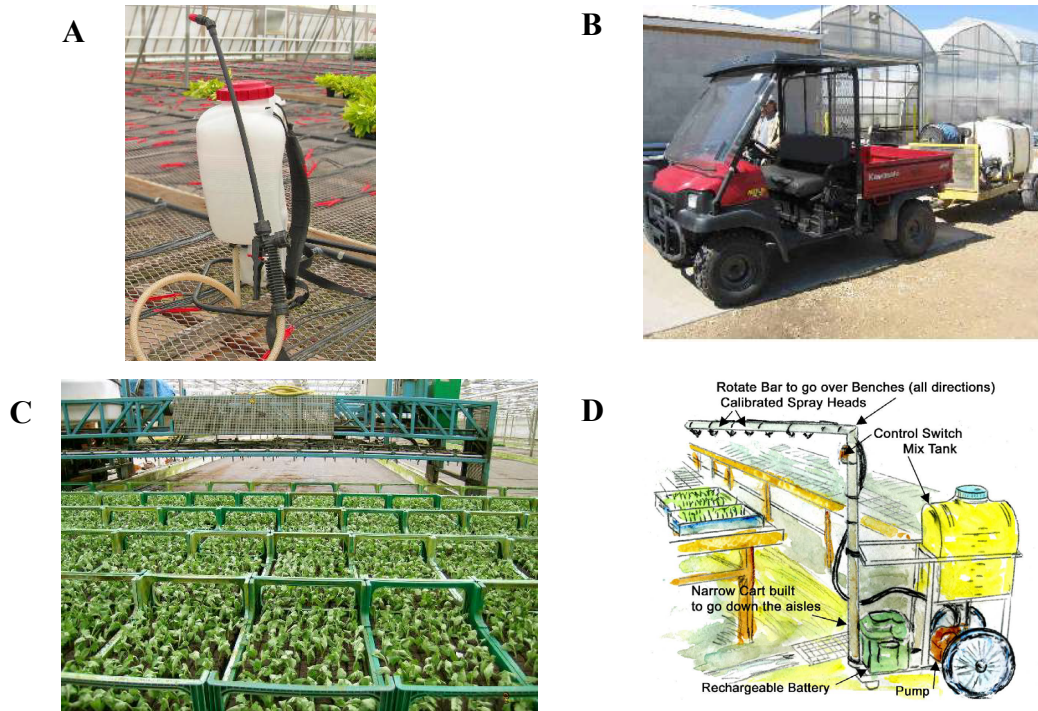 A
B
Kawasaki
C
D
Rotate Bar to go over Benches (all directions)
Calibrated Spray Heads
Control Switch
Mix Tank
Narrow Cart built
to go down the aisles
Rechargeable Battery
Pump